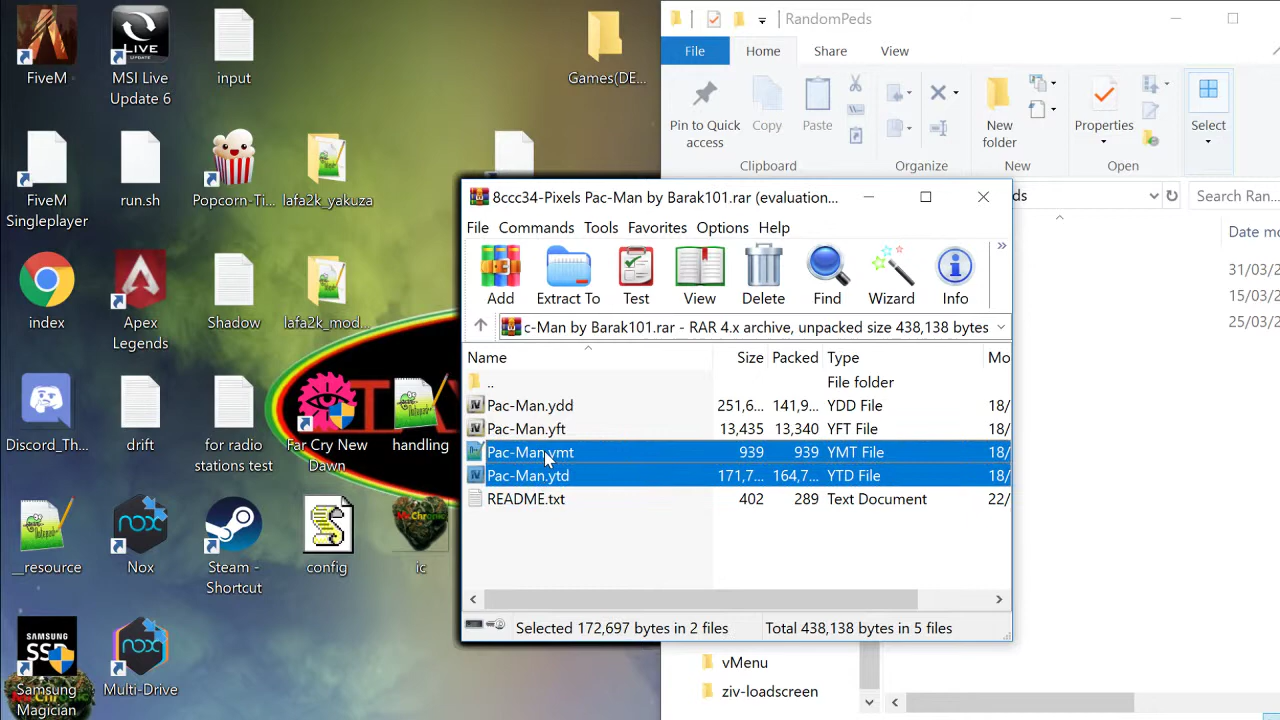 FiveM
MSI Live
Update 6
LIVE
UPDATE
input
Games(DE...
FiveM
Singleplayer
run.sh
Popcorn-Ti...
lafa2k_yakuza
index
Apex
Legends
Shadow
lafa2k_mod...
Discord_Th...
drift
for radio
stations test
Far Cry New
Dawn
handling
__resource
Nox
Steam -
Shortcut
config
ic
SAMSUNG
Samsung
Magician
Multi-Drive
RandomPeds
File
Home
Share
View
Pin to Quick
access
Copy
Paste
New
folder
Properties
Select
Clipboard
Organize
New
Open
ds
Search Ran...
Date mo
31/03/2
15/03/2
25/03/2
vMenu
ziv-loadscreen
8ccc34-Pixels Pac-Man by Barak101.rar (evaluation...
File Commands Tools Favorites Options Help
Add Extract To Test View Delete Find Wizard Info
c-Man by Barak101.rar - RAR 4.x archive, unpacked size 438,138 bytes
Name Size Packed Type Mo
.. File folder
Pac-Man.ydd 251,6... 141,9... YDD File 18/
Pac-Man.yft 13,435 13,340 YFT File 18/
Pac-Man.ymt 939 939 YMT File 18/
Pac-Man.ytd 171,7... 164,7... YTD File 18/
README.txt 402 289 Text Document 22/
Selected 172,697 bytes in 2 files
Total 438,138 bytes in 5 files